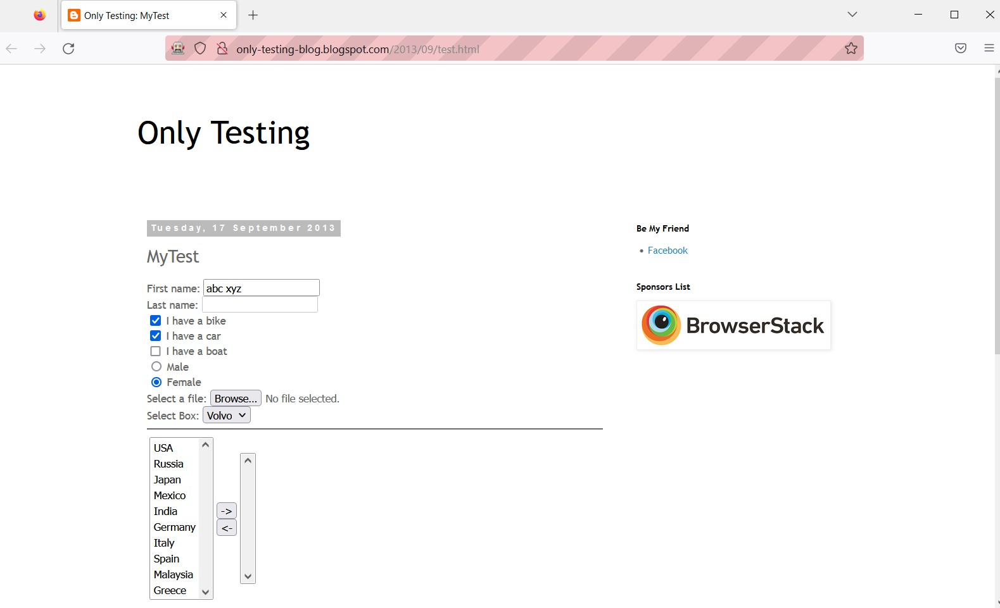 Only Testing: MyTest
only-testing-blog.blogspot.com/2013/09/test.html
Only Testing
Tuesday, 17 September 2013
MyTest
First name: abc xyz
Last name:
I have a bike
I have a car
I have a boat
Male
Female
Select a file: Browse... No file selected.
Select Box: Volvo
USA
Russia
Japan
Mexico
India
Germany
Italy
Spain
Malaysia
Greece
->
<-
Be My Friend
Facebook
Sponsors List
BrowserStack